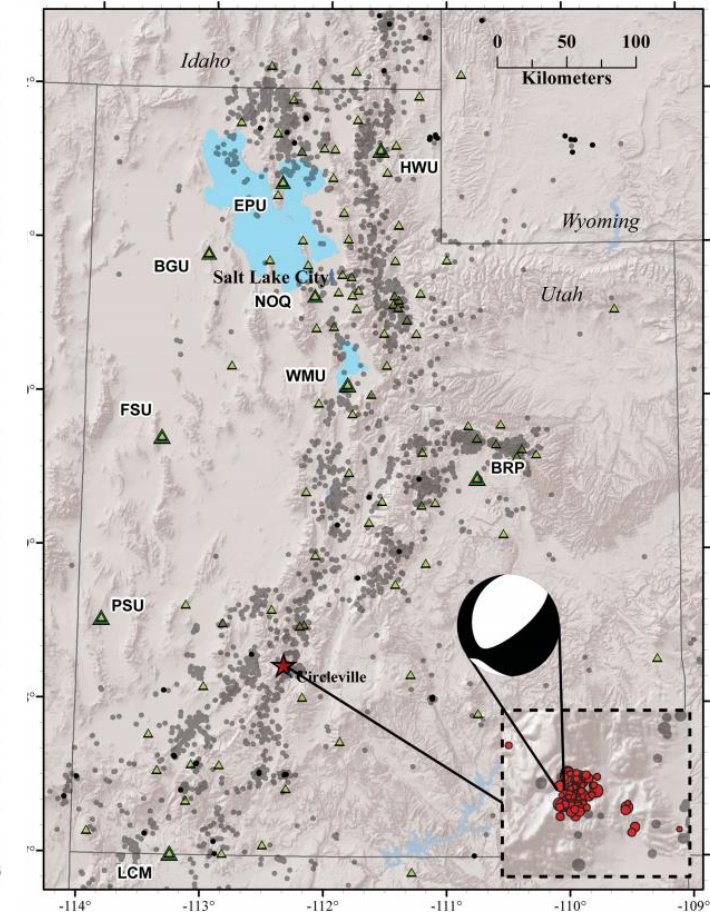 Idaho
0 50 100
Kilometers
HWU
EPU
Wyoming
BGU
Salt Lake City
NOQ
Utah
WMU
FSU
BRP
PSU
Circleville
LCM
-114° -113° -112° -111° -110° -109°